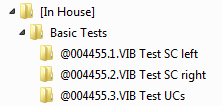 [In House]
Basic Tests
@004455.1.VIB Test SC left
@004455.2.VIB Test SC right
@004455.3.VIB Test UCs